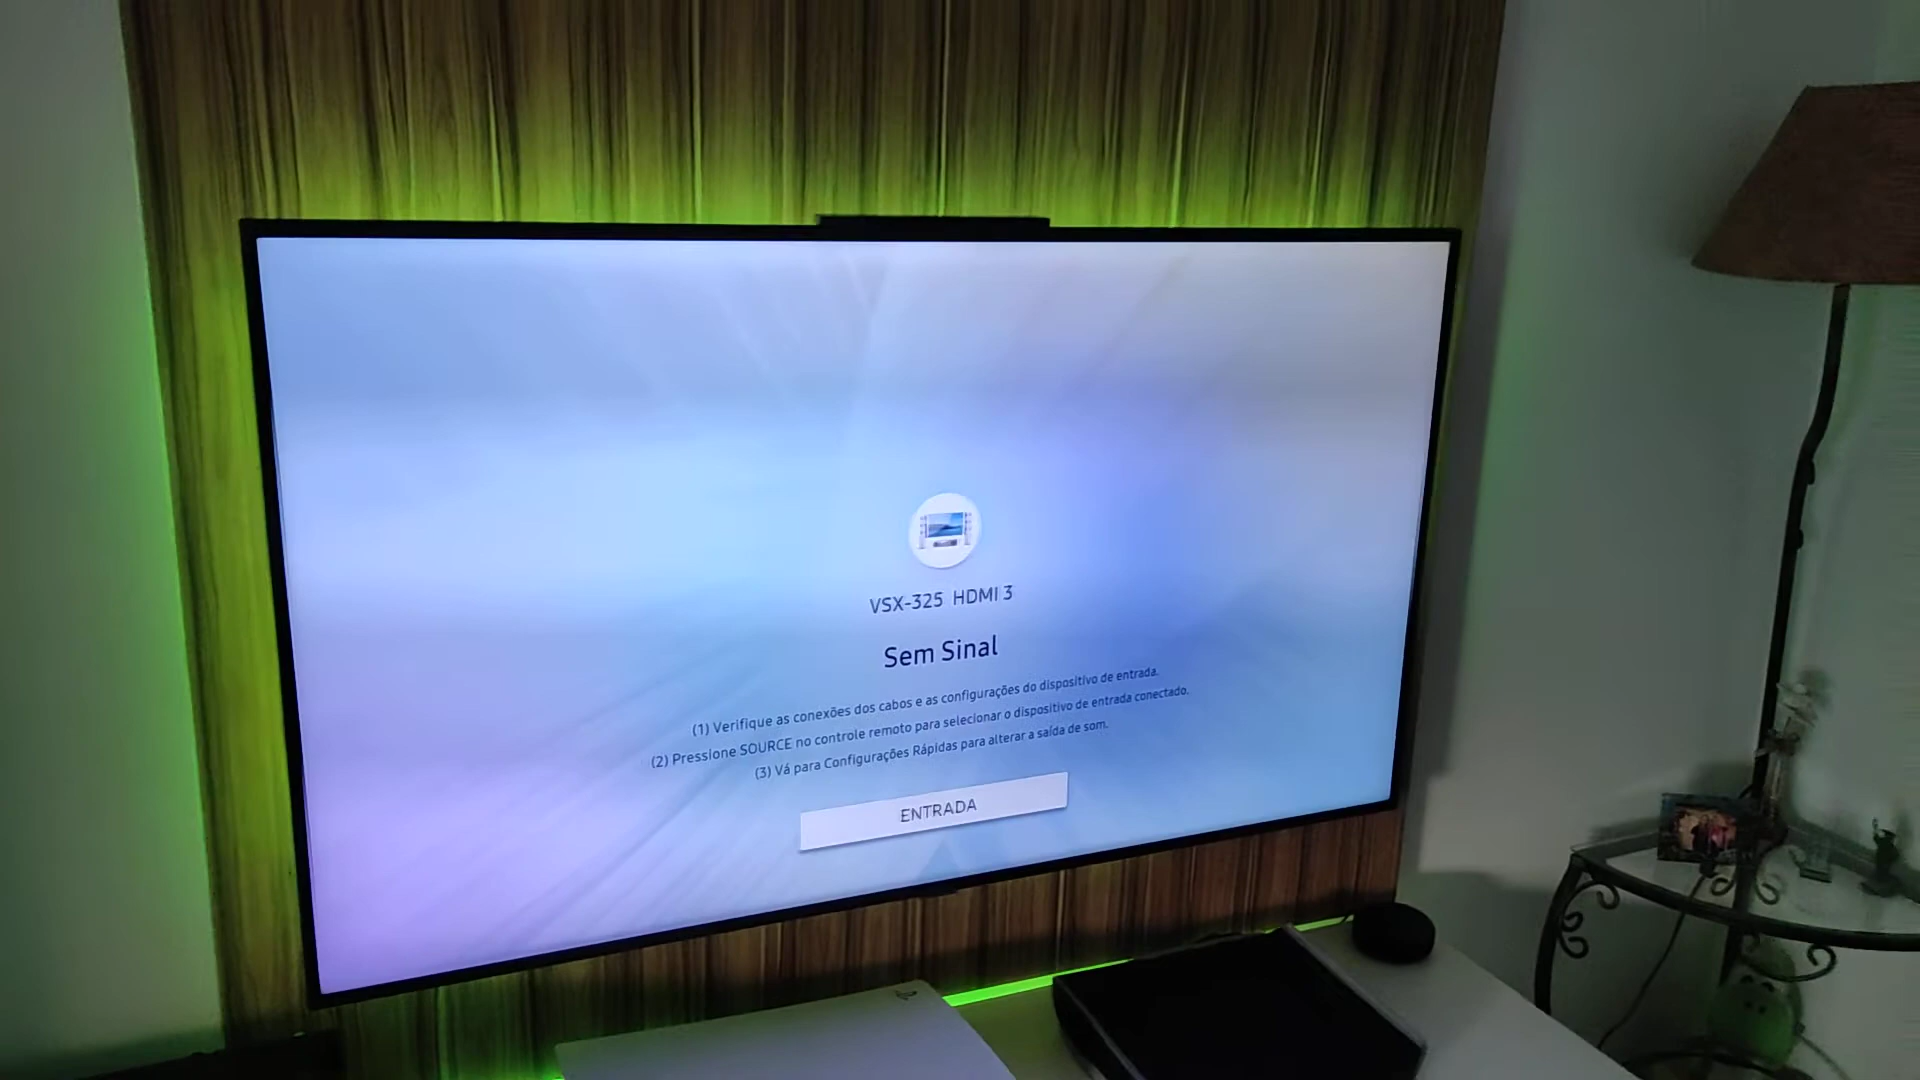 VSX-325 HDMI 3
Sem Sinal
(1) Verifique as conexões dos cabos e as configurações do dispositivo de entrada.
(2) Pressione SOURCE no controle remoto para selecionar o dispositivo de entrada conectado.
(3) Vá para Configurações Rápidas para alterar a saída de som.
ENTRADA